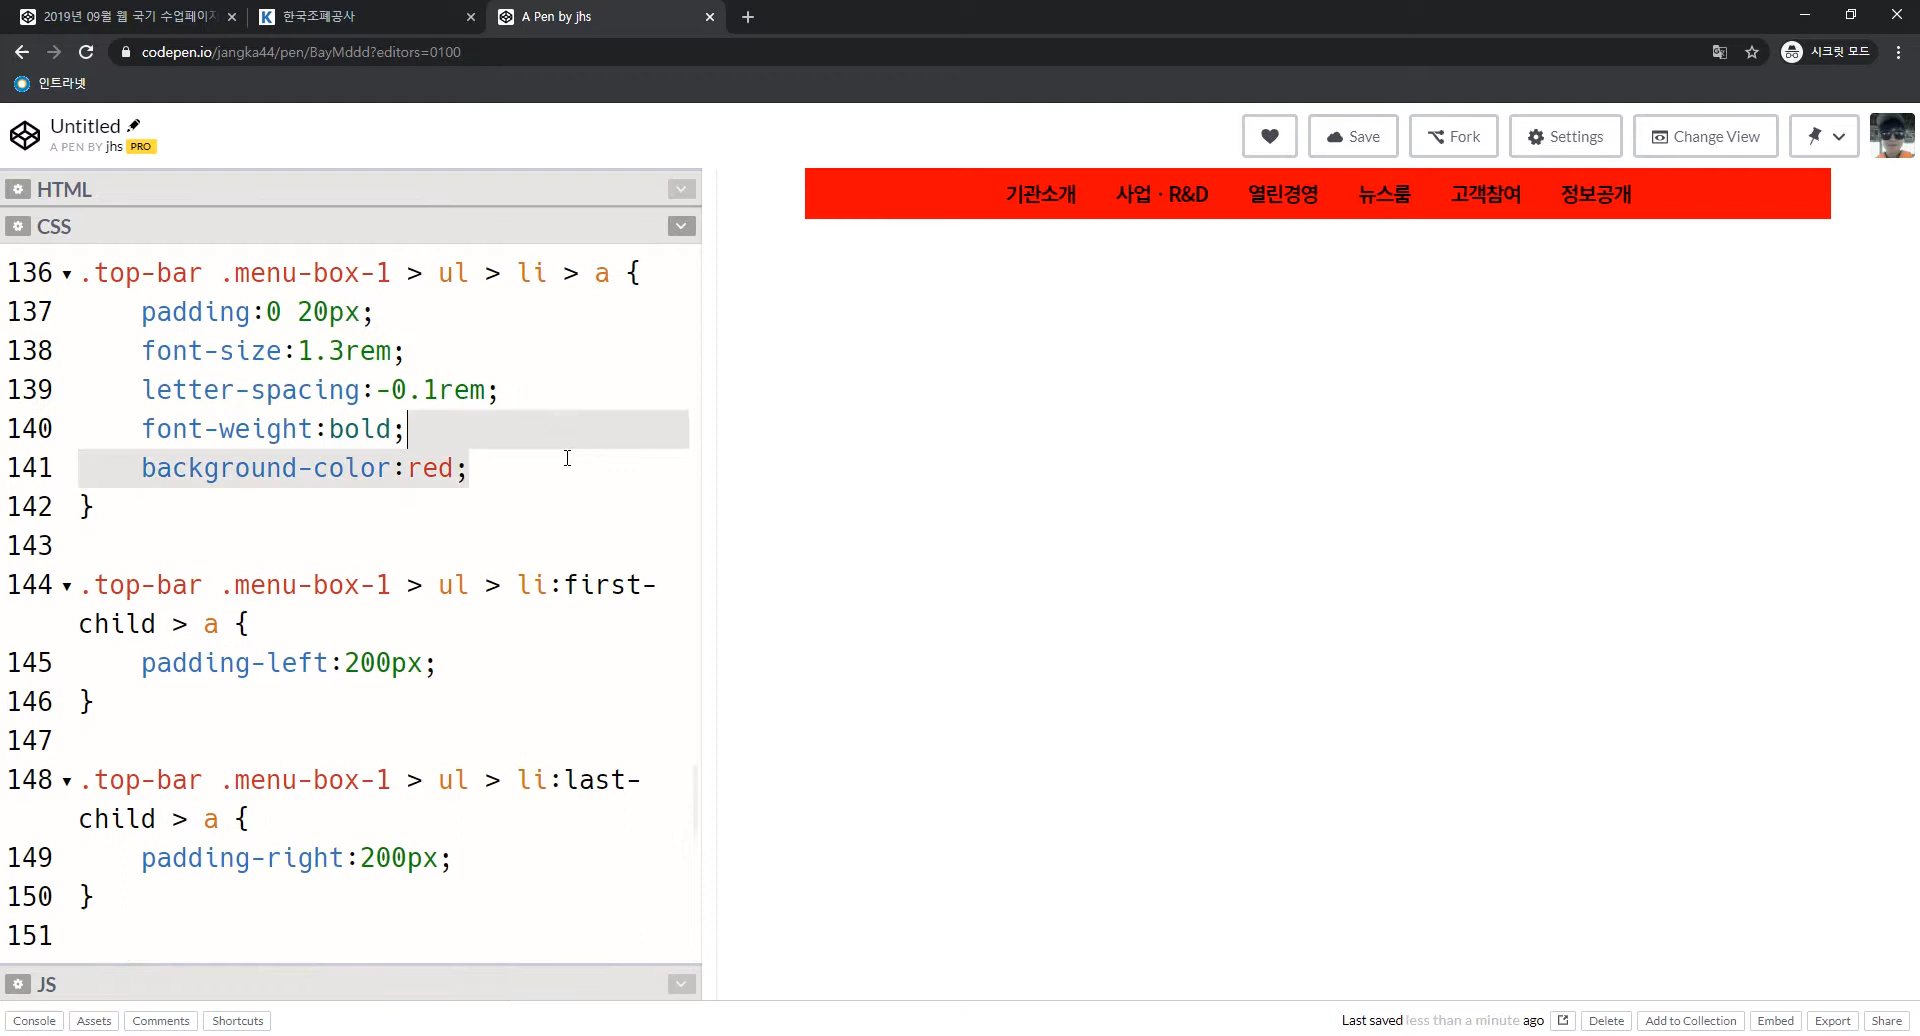 2019년 09월 웹 국기 수업페이지
한국조폐공사
A Pen by jhs
codepen.io/jangka44/pen/BayMddd?editors=0100
시크릿 모드
인트라넷
Untitled
A PEN BY jhs PRO
Save
Fork
Settings
Change View
HTML
CSS
136 .top-bar .menu-box-1 > ul > li > a {
137 padding:0 20px;
138 font-size:1.3rem;
139 letter-spacing:-0.1rem;
140 font-weight:bold;
141 background-color:red;
142 }
143
144 .top-bar .menu-box-1 > ul > li:first-
child > a {
145 padding-left:200px;
146 }
147
148 .top-bar .menu-box-1 > ul > li:last-
child > a {
149 padding-right:200px;
150 }
151
JS
기관소개 사업 · R&D 열린경영 뉴스룸 고객참여 정보공개
Console Assets Comments Shortcuts
Last saved less than a minute ago Delete Add to Collection Embed Export Share